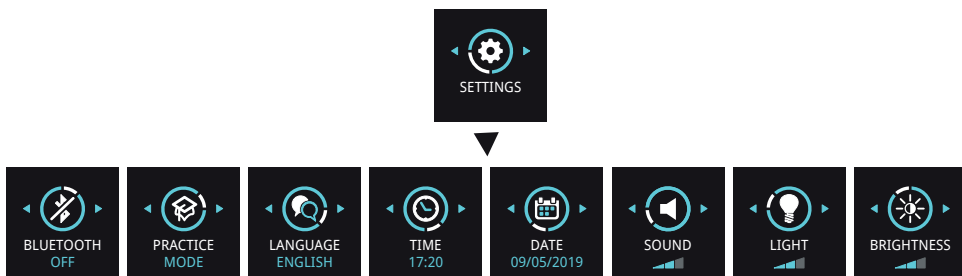 SETTINGS
BLUETOOTH
OFF
PRACTICE
MODE
LANGUAGE
ENGLISH
TIME
17:20
DATE
09/05/2019
SOUND
LIGHT
BRIGHTNESS